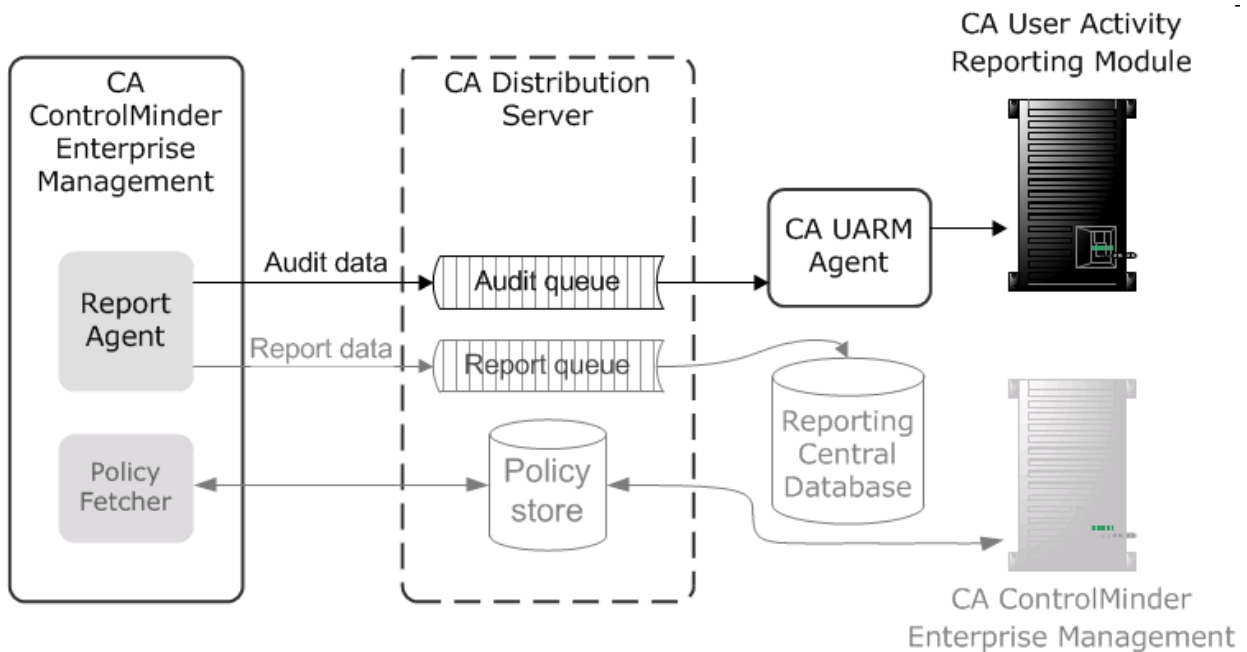 CA User Activity
Reporting Module
CA
ControlMinder
Enterprise
Management
CA Distribution
Server
Audit data
Audit queue
CA UARM
Agent
Report
Agent
Report data
Report queue
Reporting
Central
Database
Policy
Fetcher
Policy
store
CA ControlMinder
Enterprise Management